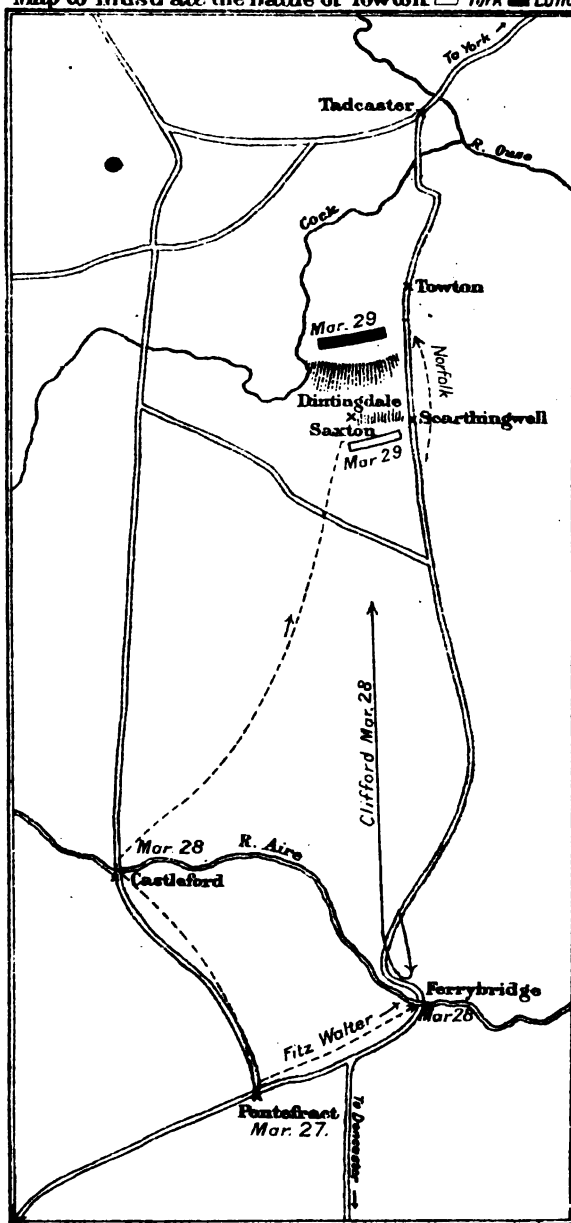 Map to Illustrate the Battle of Towton York
To York →
Tadcaster
R. Ouse
Cock
Towton
Mar. 29
Norfolk
Dintingdale
Scarthingwell
Saxton
Mar 29
Clifford Mar. 28
Mar. 28
R. Aire
Castleford
Ferrybridge
Mar 28
Fitz Walter
Pontefract
Mar. 27.
To Doncaster →